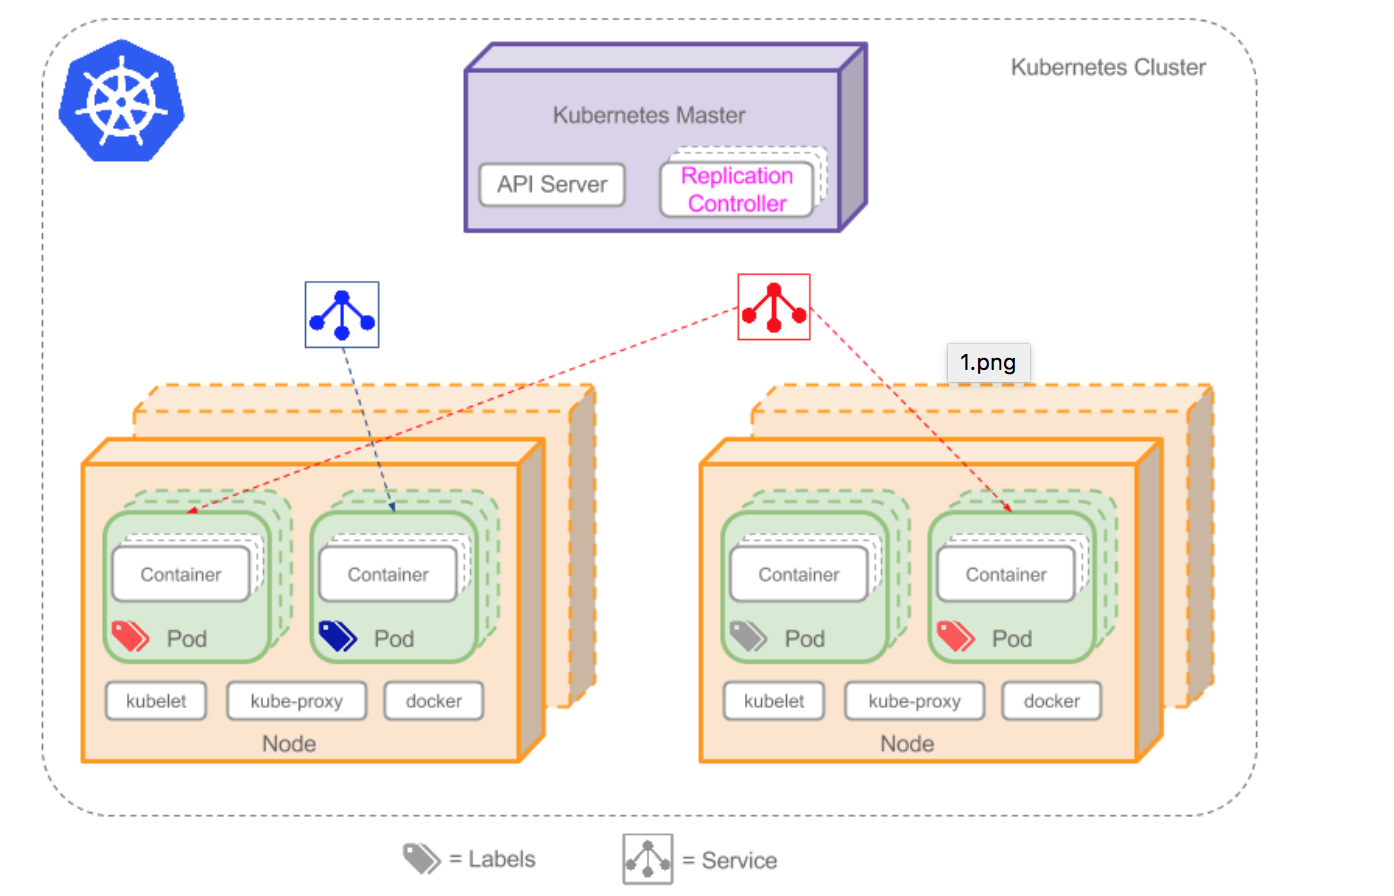 Kubernetes Cluster
Kubernetes Master
API Server
Replication
Controller
1.png
Container
Pod
Container
Pod
kubelet
kube-proxy
docker
Node
Container
Pod
Container
Pod
kubelet
kube-proxy
docker
Node
= Labels
= Service